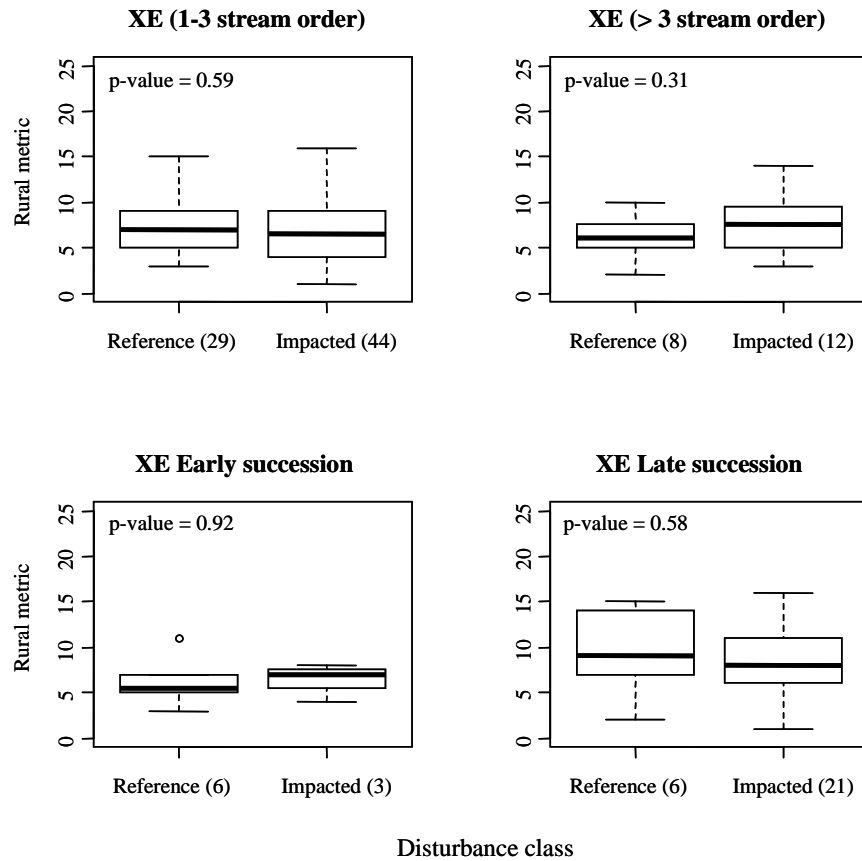 XE (1-3 stream order)
XE (> 3 stream order)
Rural metric
0 5 10 15 20 25
p-value = 0.59
Reference (29) Impacted (44)
0 5 10 15 20 25
p-value = 0.31
Reference (8) Impacted (12)
XE Early succession
XE Late succession
Rural metric
0 5 10 15 20 25
p-value = 0.92
Reference (6) Impacted (3)
0 5 10 15 20 25
p-value = 0.58
Reference (6) Impacted (21)
Disturbance class